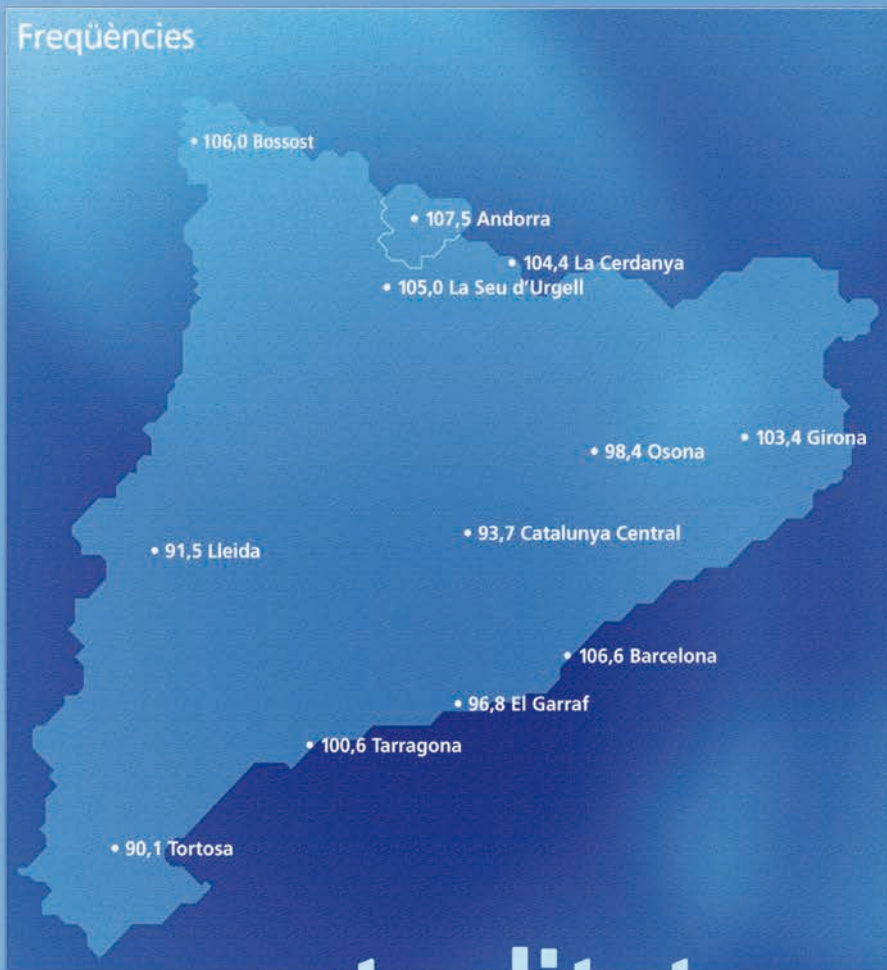 Freqüències
106,0 Bossost
107,5 Andorra
104,4 La Cerdanya
105,0 La Seu d'Urgell
103,4 Girona
98,4 Osona
93,7 Catalunya Central
91,5 Lleida
106,6 Barcelona
96,8 El Garraf
100,6 Tarragona
90,1 Tortosa